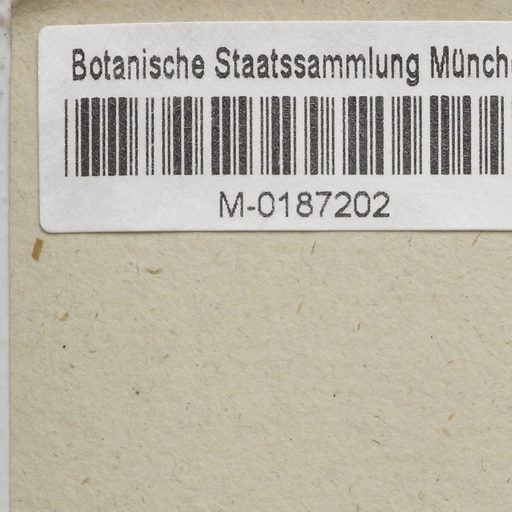 Botanische Staatssammlung Münch
M-0187202